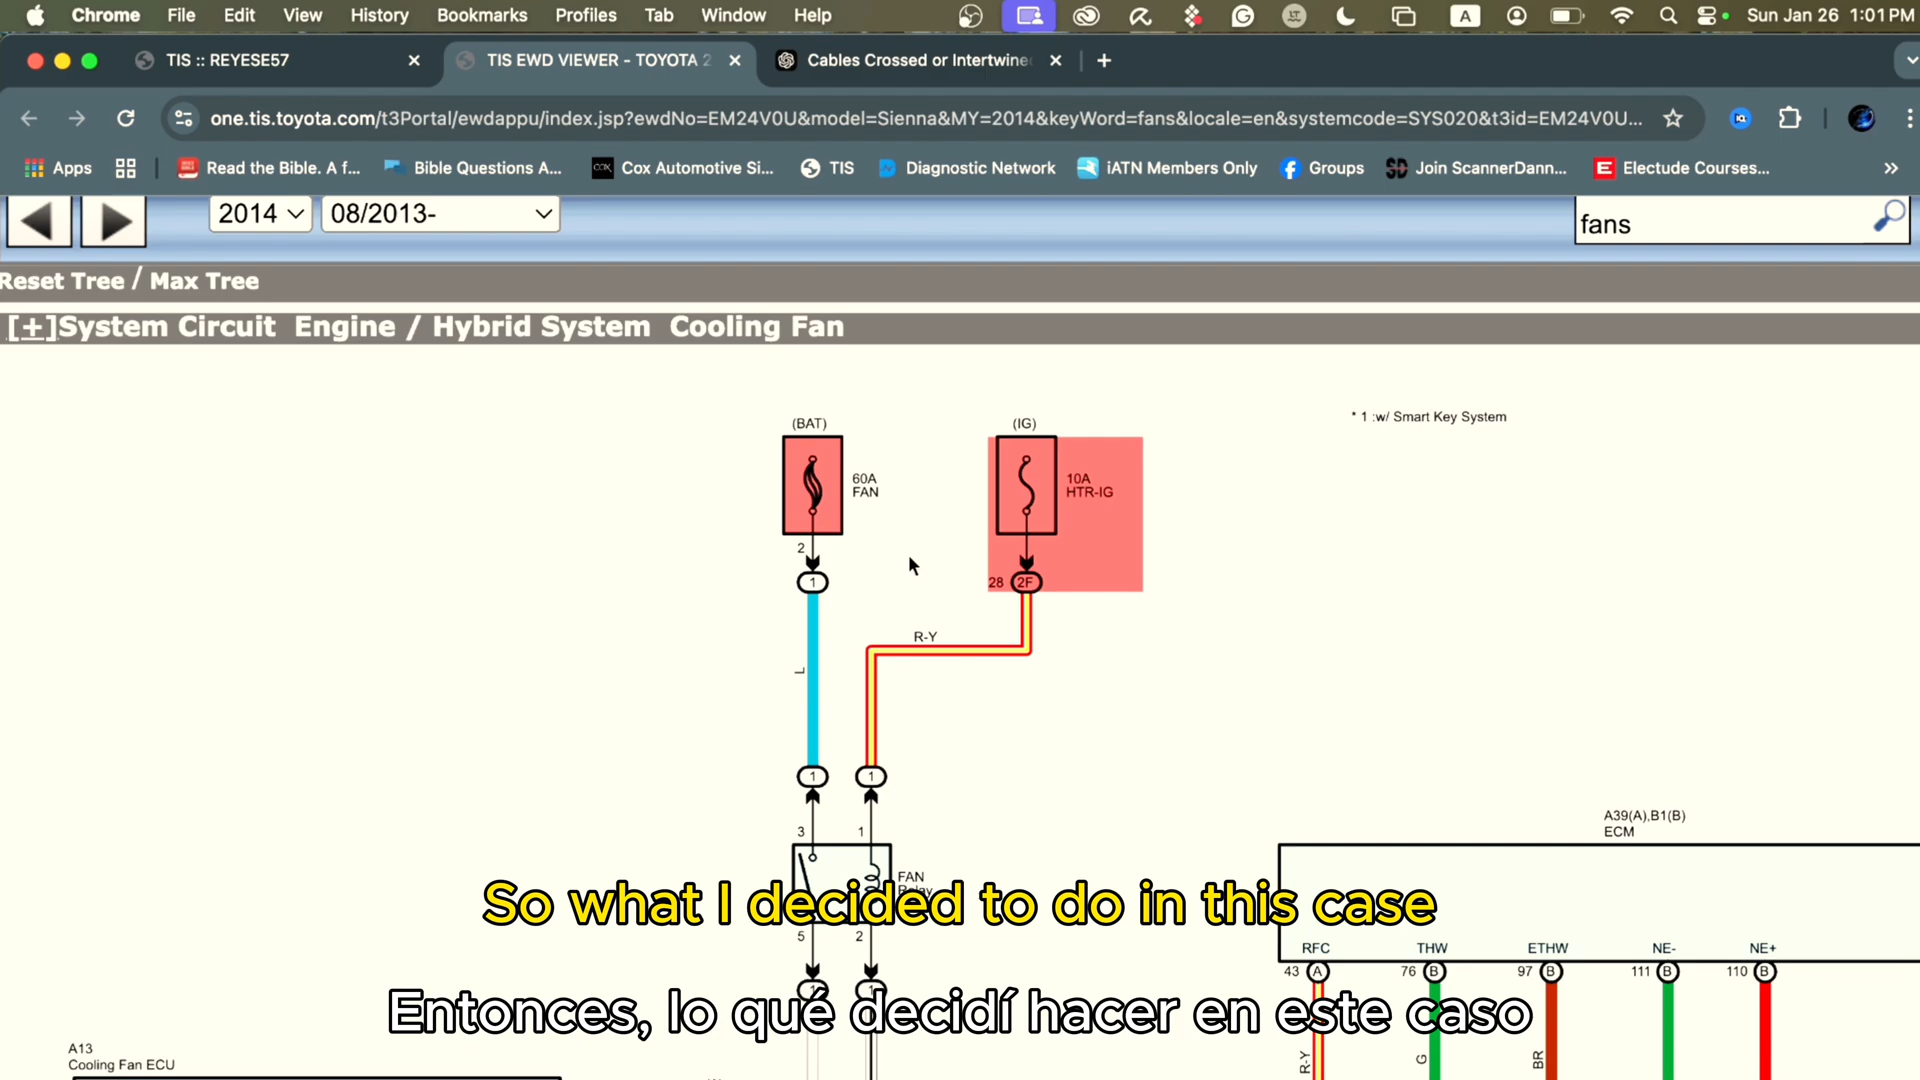 Chrome File Edit View History Bookmarks Profiles Tab Window Help A Sun Jan 26 1:01 PM
TIS :: REYESE57 TIS EWD VIEWER - TOYOTA 2 Cables Crossed or Intertwine
one.tis.toyota.com/t3Portal/ewdappu/index.jsp?ewdNo=EM24V0U&model=Sienna&MY=2014&keyWord=fans&locale=en&systemcode=SYS020&t3id=EM24V0U...
Apps Read the Bible. A f... Bible Questions A... COX Cox Automotive Si... TIS Diagnostic Network iATN Members Only Groups SD Join ScannerDann... E Electude Courses... »
2014 08/2013- fans
Reset Tree / Max Tree
[+]System Circuit Engine / Hybrid System Cooling Fan
(BAT) (IG) * 1 :w/ Smart Key System
60A
FAN
10A
HTR-IG
2
1 28 2F
R-Y
L
1 1
3 1
A39(A),B1(B)
ECM
FAN
Relay
So what I decided to do in this case
5 2
RFC THW ETHW NE- NE+
43 A 76 B 97 B 111 B 110 B
1 1
Entonces, lo qué decidí hacer en este caso
A13
Cooling Fan ECU
R-Y G BR